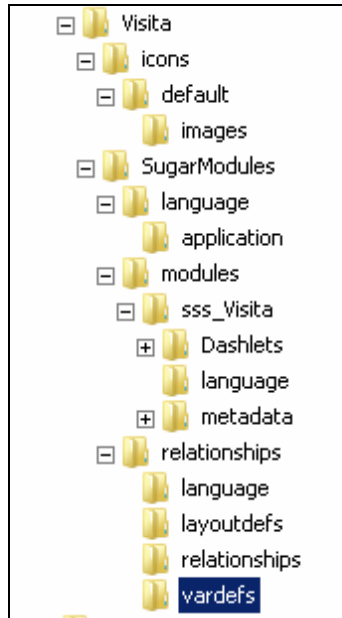 Visita
icons
default
images
SugarModules
language
application
modules
sss_Visita
Dashlets
language
metadata
relationships
language
layoutdefs
relationships
vardefs